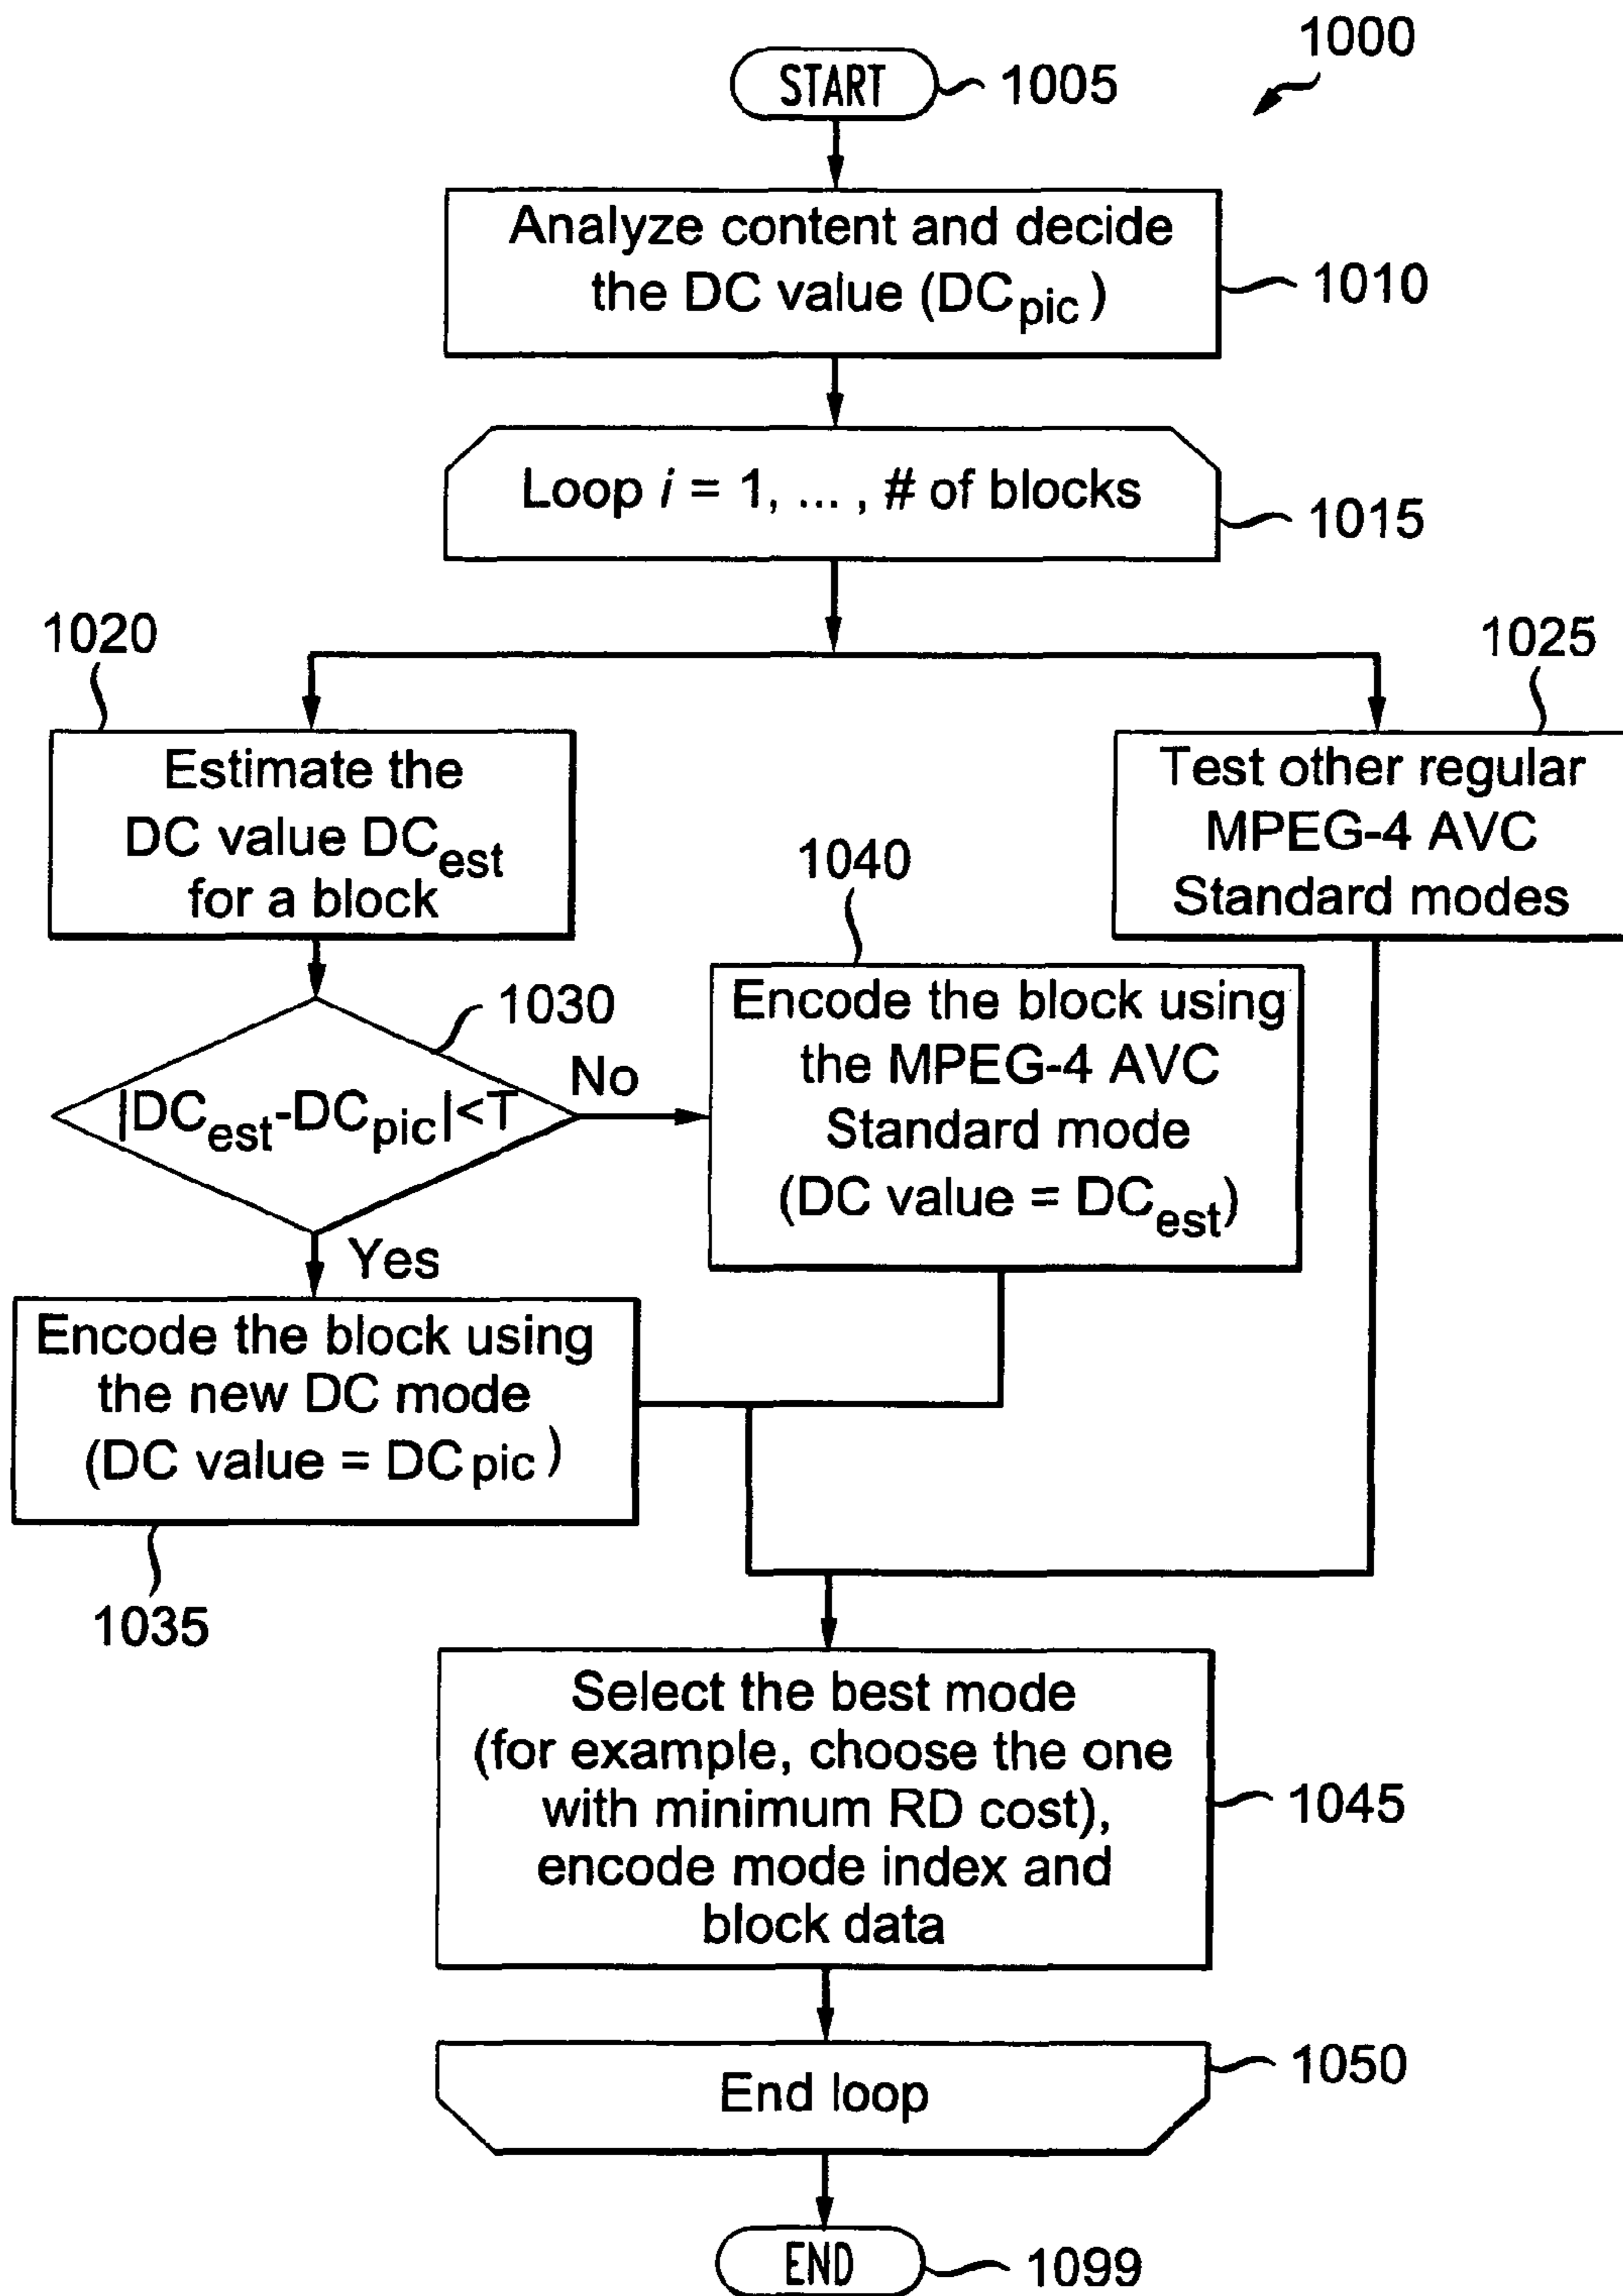 1000
START
1005
Analyze content and decide
the DC value (DCpic)
1010
Loop i = 1, ... , # of blocks
1015
1020
1025
Estimate the
DC value DCest
for a block
Test other regular
MPEG-4 AVC
Standard modes
1040
1030
|DCest-DCpic|<T
No
Yes
Encode the block using
the MPEG-4 AVC
Standard mode
(DC value = DCest)
Encode the block using
the new DC mode
(DC value = DCpic)
1035
Select the best mode
(for example, choose the one
with minimum RD cost),
encode mode index and
block data
1045
End loop
1050
END
1099